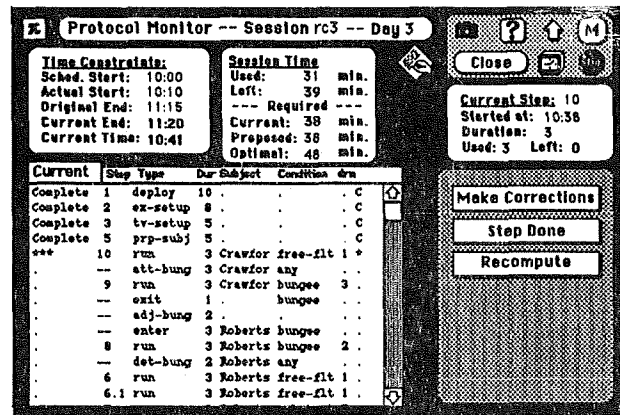 π Protocol Monitor -- Session rc3 -- Day 3
? M
Time Constraints:
Sched. Start: 10:00
Actual Start: 10:10
Original End: 11:15
Current End: 11:20
Current Time: 10:41
Session Time
Used: 31 min.
Left: 39 min.
--- Required ---
Current: 38 min.
Proposed: 38 min.
Optimal: 48 min.
Close
Current Step: 10
Started at: 10:38
Duration: 3
Used: 3 Left: 0
Current Step Type Dur Subject Condition drn
Complete 1 deploy 10 . . . C
Complete 2 ex-setup 8 . . . C
Complete 3 tv-setup 5 . . . C
Complete 5 prp-subj 5 . . . C
*** 10 run 3 Crawfor free-flt 1 *
. -- att-bung 3 Crawfor any . .
. 9 run 3 Crawfor bungee 3 .
. -- exit 1 . bungee . .
. -- adj-bung 2 . . . .
. -- enter 3 Roberts bungee . .
. 8 run 3 Roberts bungee 2 .
. -- det-bung 2 Roberts any . .
. 6 run 3 Roberts free-flt 1 .
. 6.1 run 3 Roberts free-flt 1 .
Make Corrections
Step Done
Recompute